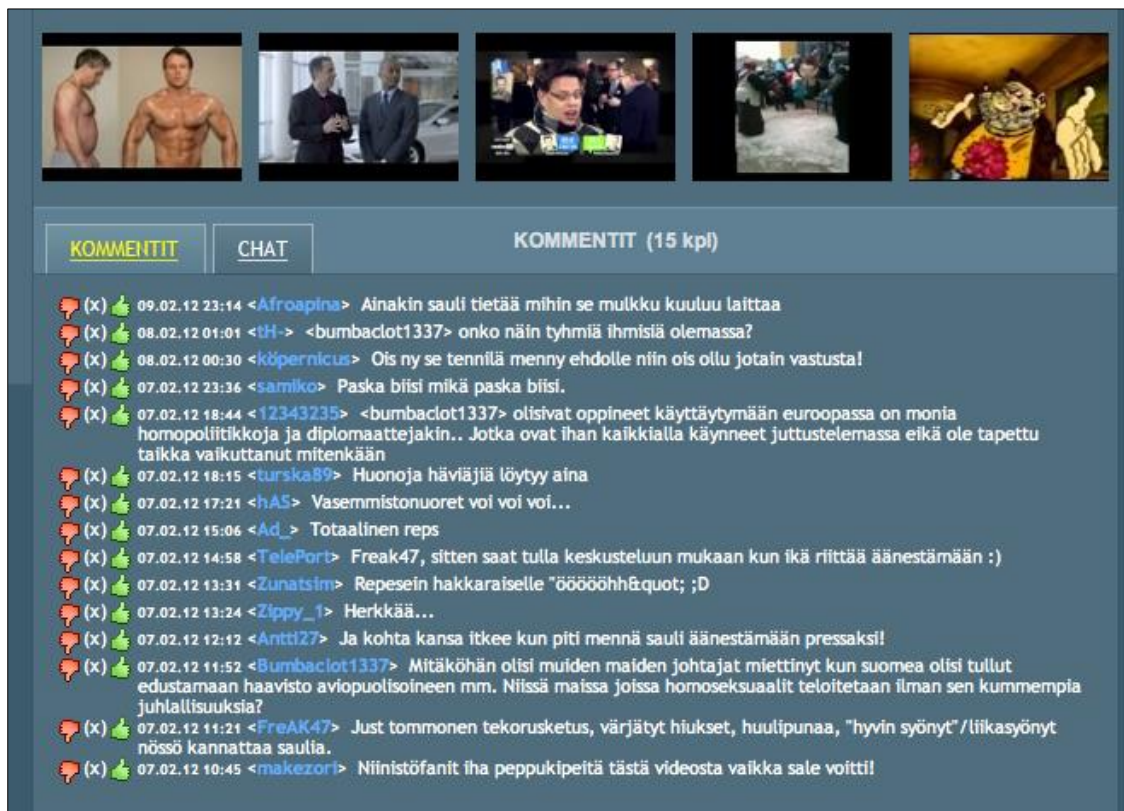 KOMMENTIT
CHAT
KOMMENTIT (15 kpl)
(x) 09.02.12 23:14 <Afroapina> Ainakin sauli tietää mihin se mulkku kuuluu laittaa
(x) 08.02.12 01:01 <tH-> <bumbaclot1337> onko näin tyhmiä ihmisiä olemassa?
(x) 08.02.12 00:30 <köpernicus> Ois ny se tennilä menny ehdolle niin ois ollu jotain vastusta!
(x) 07.02.12 23:36 <samiko> Paska biisi mikä paska biisi.
(x) 07.02.12 18:44 <12343235> <bumbaclot1337> olisivat oppineet käyttäytymään euroopassa on monia
homopoliitikkoja ja diplomaattejakin.. Jotka ovat ihan kaikkialla käynneet juttustelemassa eikä ole tapettu
taikka vaikuttanut mitenkään
(x) 07.02.12 18:15 <turska89> Huonoja häviäjiä löytyy aina
(x) 07.02.12 17:21 <hAS> Vasemmistonuoret voi voi voi...
(x) 07.02.12 15:06 <Ad_> Totaalinen reps
(x) 07.02.12 14:58 <TelePort> Freak47, sitten saat tulla keskusteluun mukaan kun ikä riittää äänestämään :)
(x) 07.02.12 13:31 <Zunatsim> Repesein hakkaraiselle "öööööhh&quot; ;D
(x) 07.02.12 13:24 <Zippy_1> Herkkää...
(x) 07.02.12 12:12 <Antti27> Ja kohta kansa itkee kun piti mennä sauli äänestämään pressaksi!
(x) 07.02.12 11:52 <Bumbaclot1337> Mitäköhän olisi muiden maiden johtajat miettinyt kun suomea olisi tullut
edustamaan haavisto aviopuolisoineen mm. Niissä maissa joissa homoseksuaalit teloitetaan ilman sen kummempia
juhlallisuuksia?
(x) 07.02.12 11:21 <FreAK47> Just tommonen tekorusketus, värjätyt hiukset, huulipunaa, "hyvin syönyt"/liikasyönyt
nössö kannattaa saulia.
(x) 07.02.12 10:45 <makezori> Niinistöfanit iha peppukipeitä tästä videosta vaikka sale voitti!